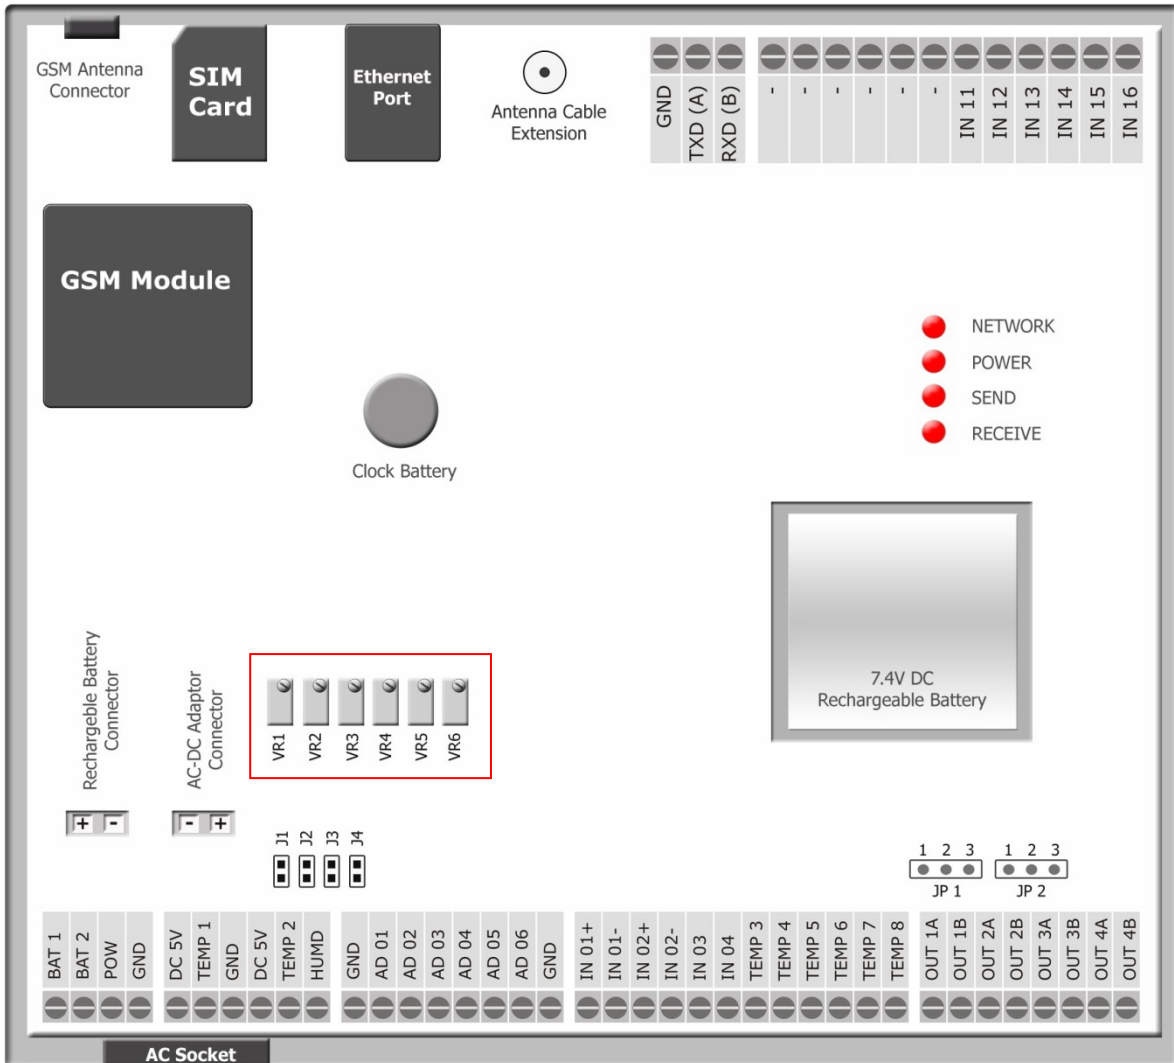 GSM Antenna
Connector
SIM
Card
Ethernet
Port
Antenna Cable
Extension
GND
TXD (A)
RXD (B)
-
-
-
-
-
-
IN 11
IN 12
IN 13
IN 14
IN 15
IN 16
GSM Module
NETWORK
POWER
SEND
RECEIVE
Clock Battery
7.4V DC
Rechargeable Battery
Rechargeble Battery
Connector
AC-DC Adaptor
Connector
VR1
VR2
VR3
VR4
VR5
VR6
+ -
- +
J1
J2
J3
J4
1 2 3
JP 1
1 2 3
JP 2
BAT 1
BAT 2
POW
GND
DC 5V
TEMP 1
GND
DC 5V
TEMP 2
HUMD
GND
AD 01
AD 02
AD 03
AD 04
AD 05
AD 06
GND
IN 01+
IN 01-
IN 02+
IN 02-
IN 03
IN 04
TEMP 3
TEMP 4
TEMP 5
TEMP 6
TEMP 7
TEMP 8
OUT 1A
OUT 1B
OUT 2A
OUT 2B
OUT 3A
OUT 3B
OUT 4A
OUT 4B
AC Socket